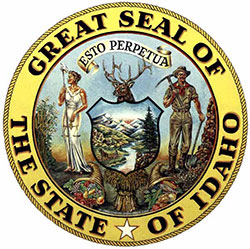 GREAT SEAL OF
THE STATE OF IDAHO
ESTO PERPETUA